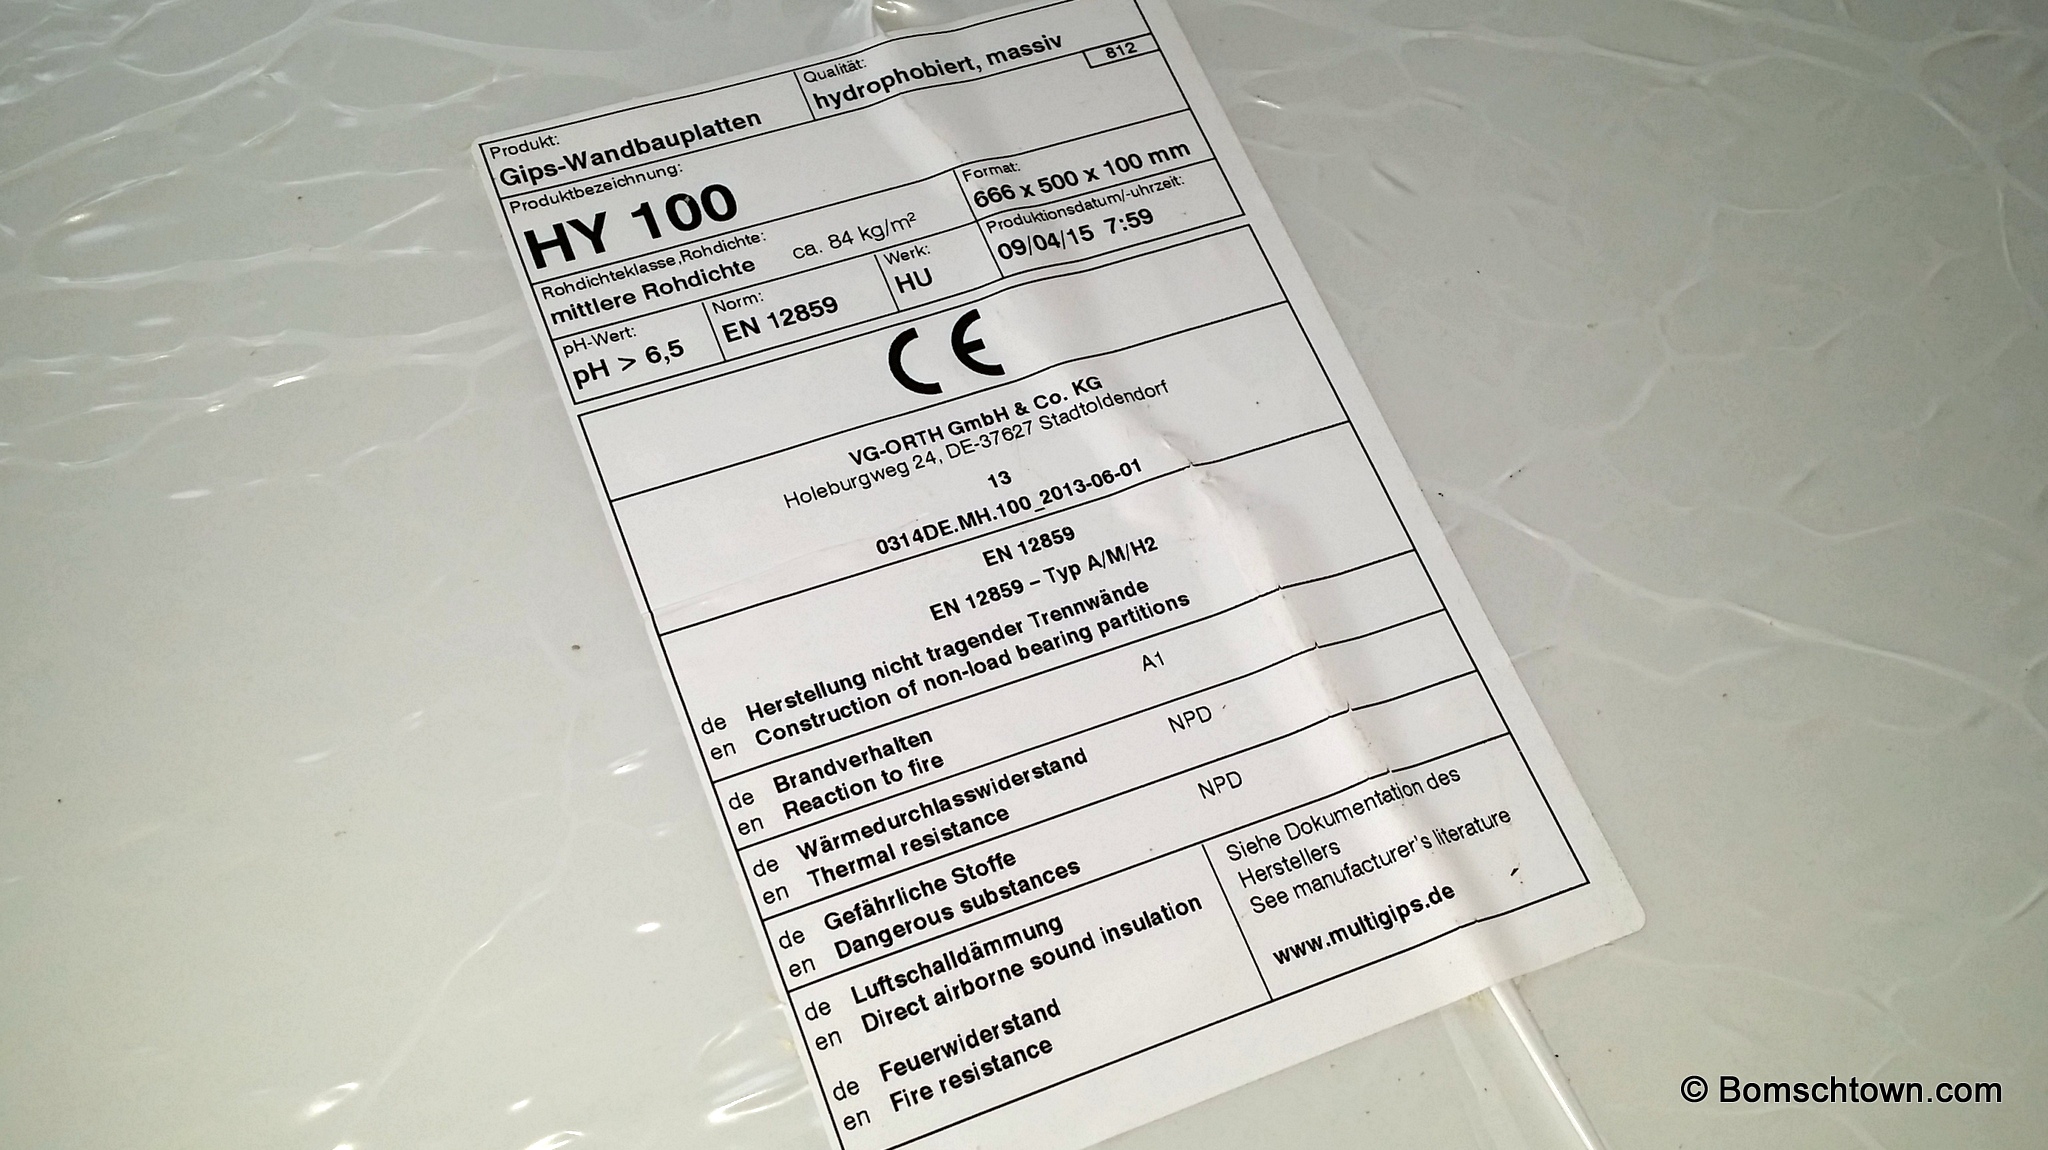 Produkt:
Gips-Wandbauplatten
Qualität:
hydrophobiert, massiv
812
Produktbezeichnung:
HY 100
Format:
666 x 500 x 100 mm
Rohdichteklasse,Rohdichte:
mittlere Rohdichte ca. 84 kg/m²
Produktionsdatum/-uhrzeit:
09/04/15 7:59
pH-Wert:
pH > 6,5
Norm:
EN 12859
Werk:
HU
CE
VG-ORTH GmbH & Co. KG
Holeburgweg 24, DE-37627 Stadtoldendorf
13
0314DE.MH.100_2013-06-01
EN 12859
EN 12859 – Typ A/M/H2
de Herstellung nicht tragender Trennwände
en Construction of non-load bearing partitions
de Brandverhalten A1
en Reaction to fire
de Wärmedurchlasswiderstand NPD
en Thermal resistance
de Gefährliche Stoffe NPD
en Dangerous substances
de Luftschalldämmung
en Direct airborne sound insulation
de Feuerwiderstand
en Fire resistance
Siehe Dokumentation des
Herstellers
See manufacturer's literature
www.multigips.de
© Bomschtown.com